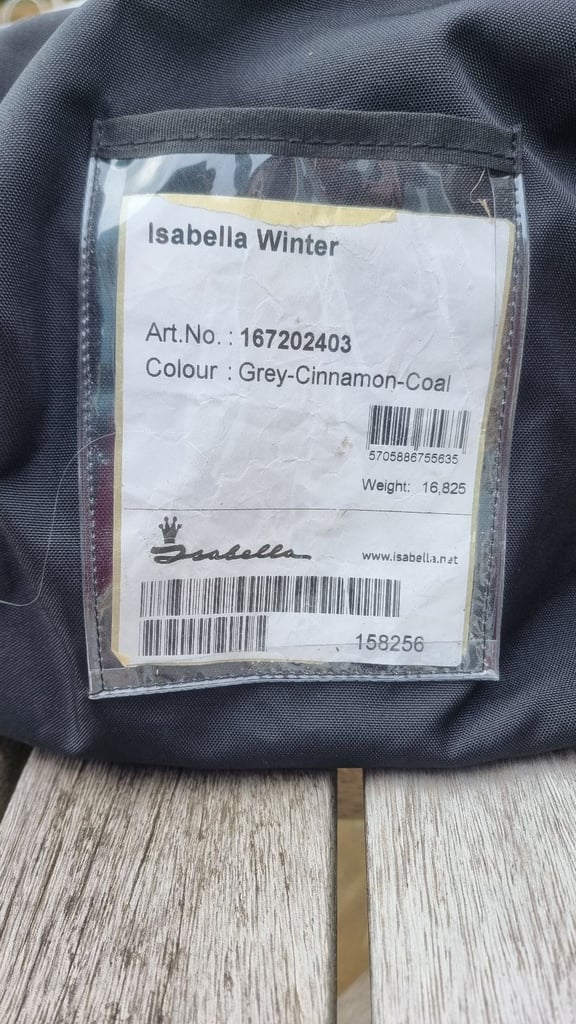 Isabella Winter
Art.No. : 167202403
Colour : Grey-Cinnamon-Coal
5705886755635
Weight: 16,825
Isabella
www.isabella.net
158256